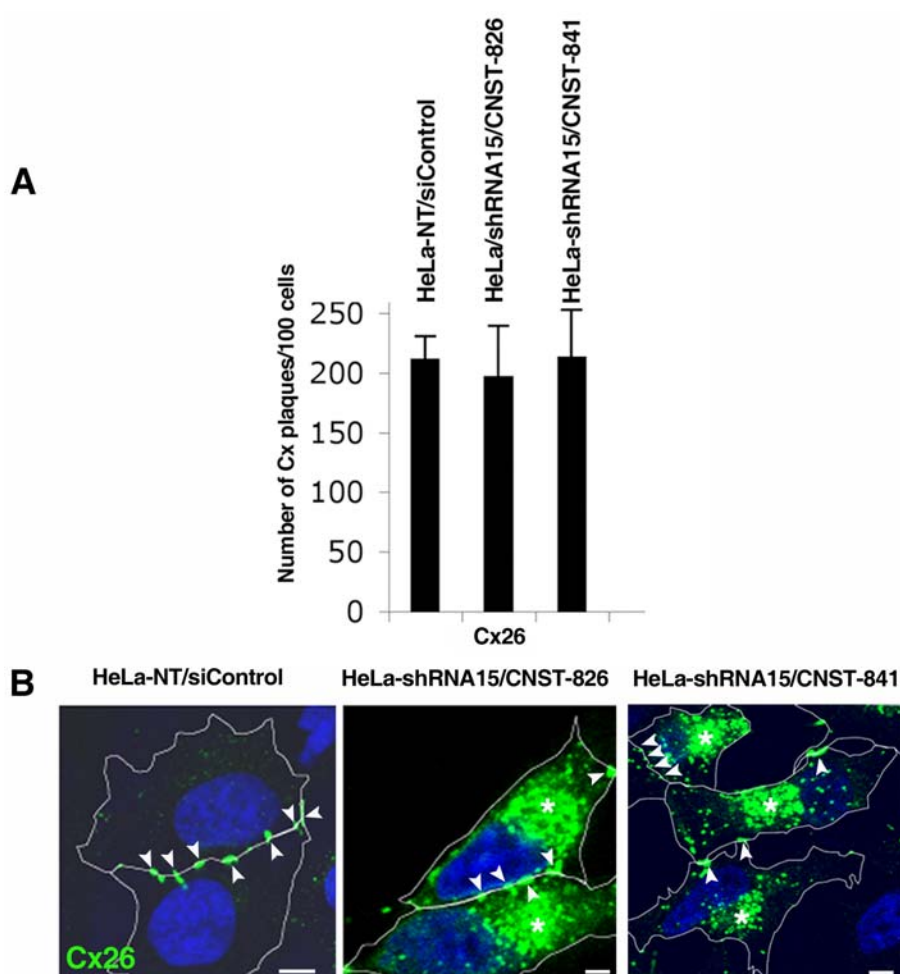 A
HeLa-NT/siControl
HeLa/shRNA15/CNST-826
HeLa-shRNA15/CNST-841
Number of Cx plaques/100 cells
250
200
150
100
50
0
Cx26
B
HeLa-NT/siControl
HeLa-shRNA15/CNST-826
HeLa-shRNA15/CNST-841
*
*
*
*
*
Cx26